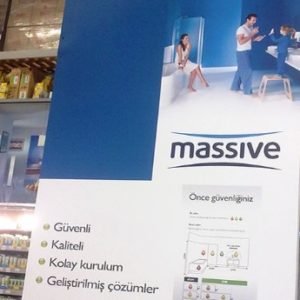 massive
Önce güvenliğiniz
Güvenli
Kaliteli
Kolay kurulum
Geliştirilmiş çözümler